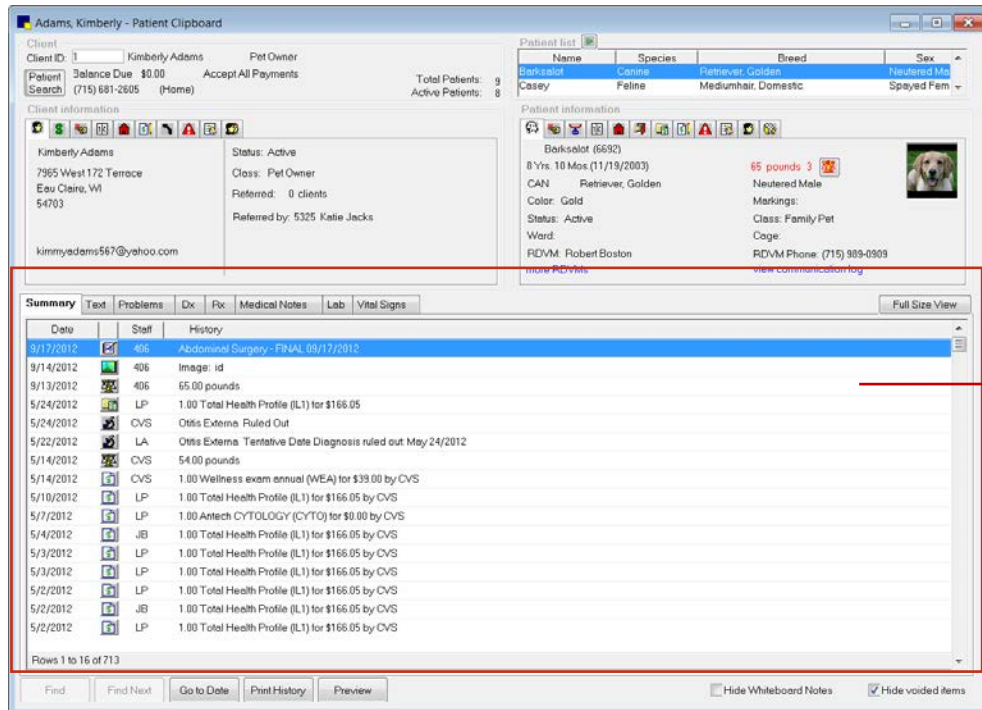 Adams, Kimberly - Patient Clipboard
Client
Client ID: 1 Kimberly Adams Pet Owner
Patient Search
Balance Due $0.00 Accept All Payments
(715) 681-2605 (Home)
Total Patients: 9
Active Patients: 8
Patient list
Name Species Breed Sex
Barksalot Canine Retriever, Golden Neutered Ma
Casey Feline Mediumhair, Domestic Spayed Fem
Client information
Kimberly Adams
7965 West 172 Terrace
Eau Claire, WI
54703
kimmyadams567@yahoo.com
Status: Active
Class: Pet Owner
Referred: 0 clients
Referred by: 5325 Katie Jacks
Patient information
Barksalot (6692)
8 Yrs. 10 Mos.(11/19/2003) 65 pounds 3
CAN Retriever, Golden Neutered Male
Color: Gold Markings:
Status: Active Class: Family Pet
Ward: Cage:
RDVM: Robert Boston RDVM Phone: (715) 989-0909
more RDVMs view communication log
Summary Text Problems Dx Rx Medical Notes Lab Vital Signs Full Size View
Date Staff History
9/17/2012 406 Abdominal Surgery - FINAL 09/17/2012
9/14/2012 406 Image: id
9/13/2012 406 65.00 pounds
5/24/2012 LP 1.00 Total Health Profile (IL1) for $166.05
5/24/2012 CVS Otitis Externa Ruled Out
5/22/2012 LA Otitis Externa Tentative Date Diagnosis ruled out: May 24/2012
5/14/2012 CVS 54.00 pounds
5/14/2012 CVS 1.00 Wellness exam annual (WEA) for $39.00 by CVS
5/10/2012 LP 1.00 Total Health Profile (IL1) for $166.05 by CVS
5/7/2012 LP 1.00 Antech CYTOLOGY (CYTO) for $0.00 by CVS
5/4/2012 JB 1.00 Total Health Profile (IL1) for $166.05 by CVS
5/3/2012 LP 1.00 Total Health Profile (IL1) for $166.05 by CVS
5/3/2012 LP 1.00 Total Health Profile (IL1) for $166.05 by CVS
5/2/2012 LP 1.00 Total Health Profile (IL1) for $166.05 by CVS
5/2/2012 JB 1.00 Total Health Profile (IL1) for $166.05 by CVS
5/2/2012 LP 1.00 Total Health Profile (IL1) for $166.05 by CVS
Rows 1 to 16 of 713
Find Find Next Go to Date Print History Preview Hide Whiteboard Notes Hide voided items